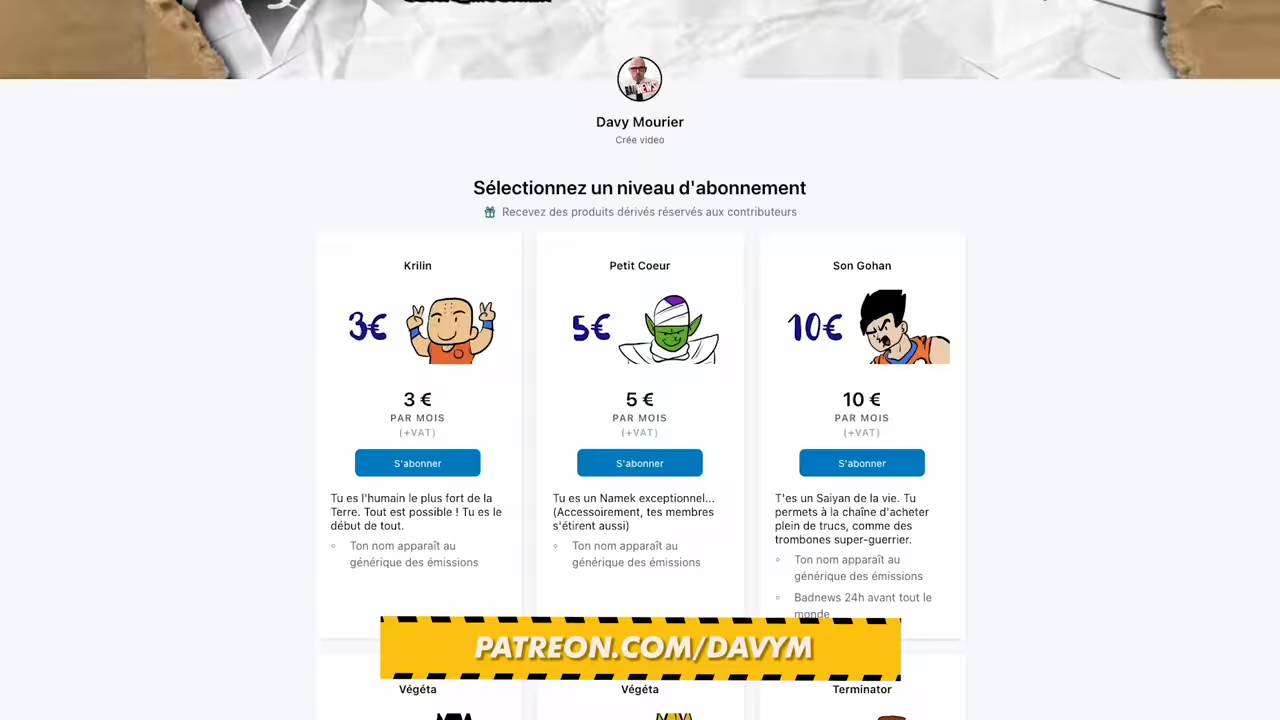 Davy Mourier
Crée video
Sélectionnez un niveau d'abonnement
Recevez des produits dérivés réservés aux contributeurs
Krilin
3€
3 €
PAR MOIS
(+VAT)
S'abonner
Tu es l'humain le plus fort de la
Terre. Tout est possible ! Tu es le
début de tout.
Ton nom apparaît au
générique des émissions
Petit Coeur
5€
5 €
PAR MOIS
(+VAT)
S'abonner
Tu es un Namek exceptionnel...
(Accessoirement, tes membres
s'étirent aussi)
Ton nom apparaît au
générique des émissions
Son Gohan
10€
10 €
PAR MOIS
(+VAT)
S'abonner
T'es un Saiyan de la vie. Tu
permets à la chaîne d'acheter
plein de trucs, comme des
trombones super-guerrier.
Ton nom apparaît au
générique des émissions
Badnews 24h avant tout le
monde
PATREON.COM/DAVYM
Végéta
Végéta
Terminator